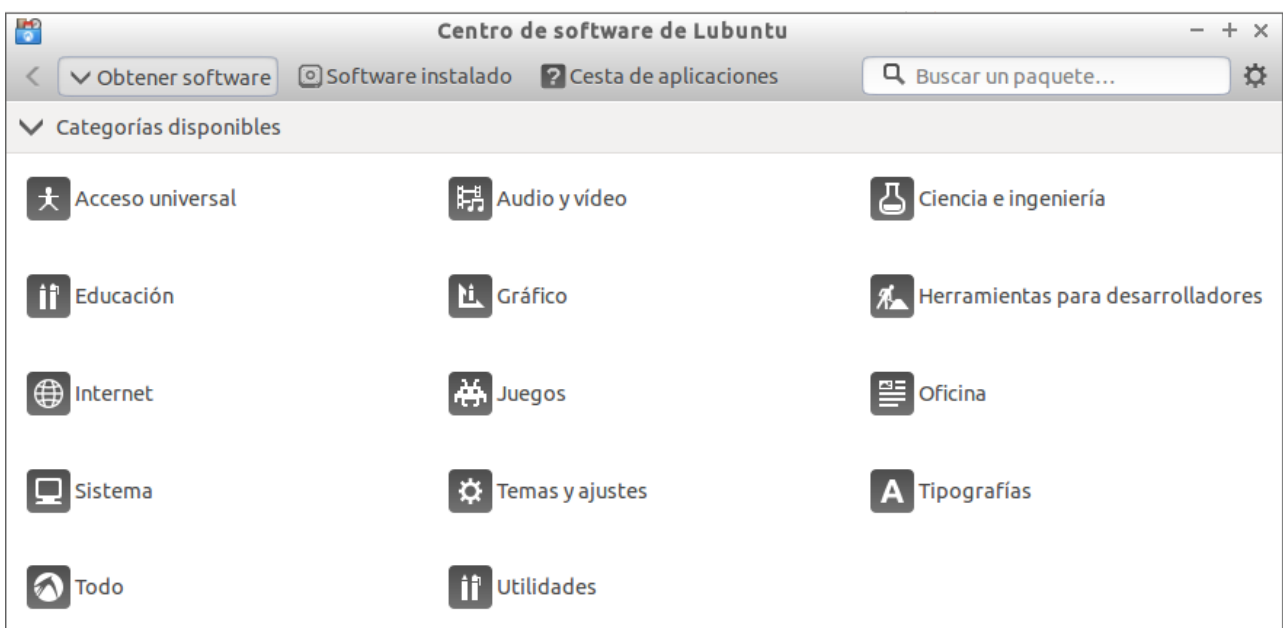 Centro de software de Lubuntu
Obtener software Software instalado Cesta de aplicaciones Buscar un paquete...
Categorías disponibles
Acceso universal Audio y vídeo Ciencia e ingeniería
Educación Gráfico Herramientas para desarrolladores
Internet Juegos Oficina
Sistema Temas y ajustes Tipografías
Todo Utilidades